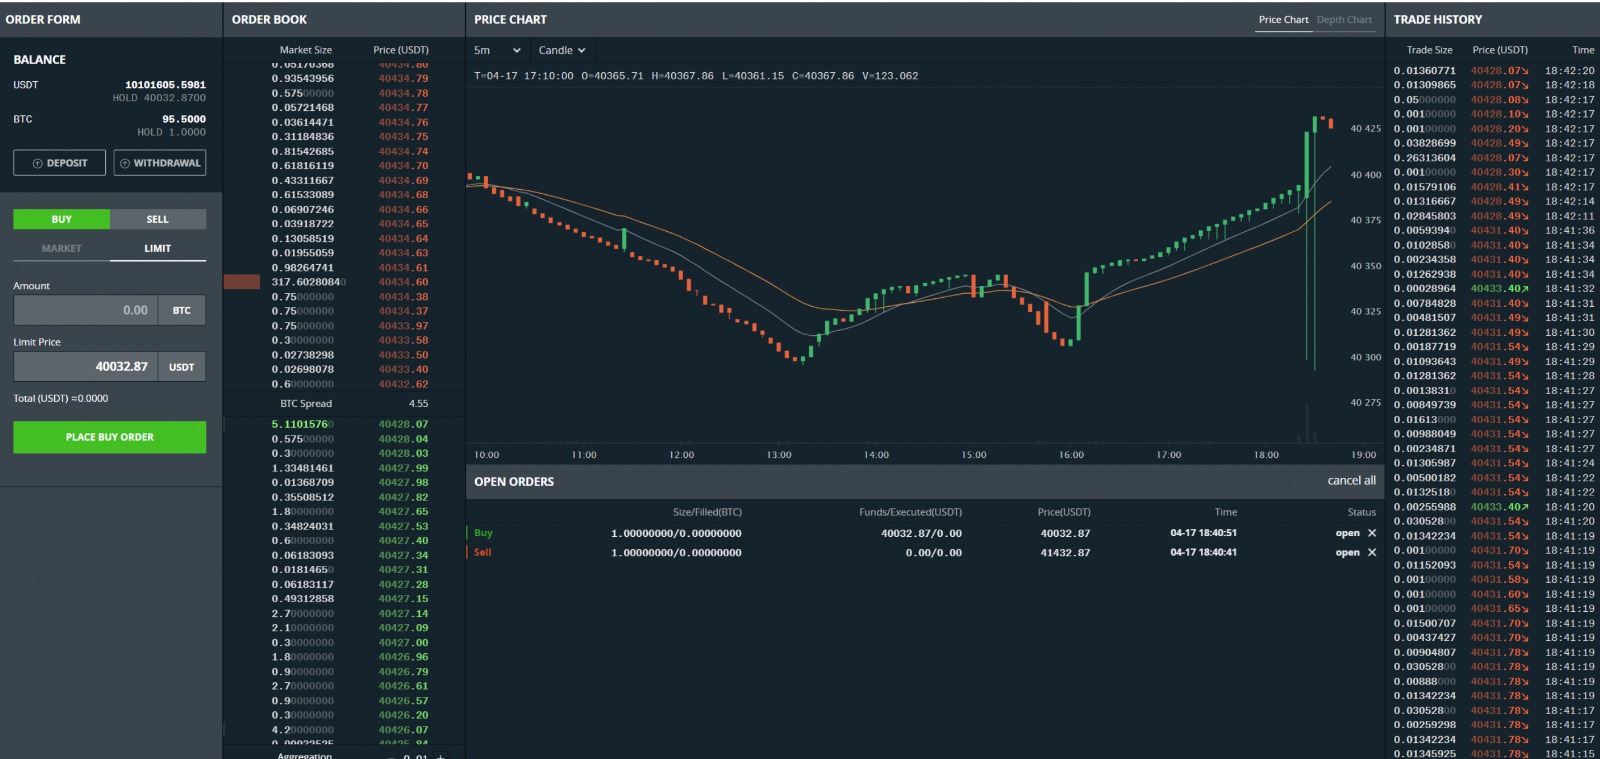 ORDER FORM
BALANCE
USDT 10101605.5981
HOLD 40032.8700
BTC 95.5000
HOLD 1.0000
DEPOSIT WITHDRAWAL
BUY SELL
MARKET LIMIT
Amount
0.00 BTC
Limit Price
40032.87 USDT
Total (USDT) ≈0.0000
PLACE BUY ORDER
ORDER BOOK
Market Size Price (USDT)
0.05170368 40434.80
0.93543956 40434.79
0.57500000 40434.78
0.05721468 40434.77
0.03614471 40434.76
0.31184836 40434.75
0.81542685 40434.74
0.61816119 40434.70
0.43311667 40434.69
0.61533089 40434.68
0.06907246 40434.66
0.03918722 40434.65
0.13058519 40434.64
0.01955059 40434.63
0.98264741 40434.61
317.60280840 40434.60
0.75000000 40434.38
0.75000000 40434.37
0.75000000 40433.97
0.30000000 40433.58
0.02738298 40433.50
0.02698078 40433.40
0.60000000 40432.62
BTC Spread 4.55
5.11015760 40428.07
0.57500000 40428.04
0.30000000 40428.03
1.33481461 40427.99
0.01368709 40427.98
0.35508512 40427.82
1.80000000 40427.65
0.34824031 40427.53
0.60000000 40427.40
0.06183093 40427.34
0.01814650 40427.31
0.06183117 40427.28
0.49312858 40427.15
2.70000000 40427.14
2.10000000 40427.09
0.30000000 40427.00
1.80000000 40426.96
0.90000000 40426.79
2.70000000 40426.61
0.90000000 40426.57
0.30000000 40426.20
4.20000000 40426.07
40425.84
Aggregation − 0.01 +
PRICE CHART Price Chart Depth Chart
5m Candle
T=04-17 17:10:00 O=40365.71 H=40367.86 L=40361.15 C=40367.86 V=123.062
40 425
40 400
40 375
40 350
40 325
40 300
40 275
10:00 11:00 12:00 13:00 14:00 15:00 16:00 17:00 18:00 19:00
OPEN ORDERS cancel all
Size/Filled(BTC) Funds/Executed(USDT) Price(USDT) Time Status
Buy 1.00000000/0.00000000 40032.87/0.00 40032.87 04-17 18:40:51 open ✕
Sell 1.00000000/0.00000000 0.00/0.00 41432.87 04-17 18:40:41 open ✕
TRADE HISTORY
Trade Size Price (USDT) Time
0.01360771 40428.07↘ 18:42:20
0.01309865 40428.07↘ 18:42:18
0.05000000 40428.08↘ 18:42:17
0.00100000 40428.10↘ 18:42:17
0.00100000 40428.20↘ 18:42:17
0.03828699 40428.49↘ 18:42:17
0.26313604 40428.07↘ 18:42:17
0.00100000 40428.30↘ 18:42:17
0.01579106 40428.41↘ 18:42:17
0.01316667 40428.49↘ 18:42:14
0.02845803 40428.49↘ 18:42:11
0.00593940 40431.40↘ 18:41:36
0.01028580 40431.40↘ 18:41:34
0.00234358 40431.40↘ 18:41:34
0.01262938 40431.40↘ 18:41:34
0.00028964 40433.40↗ 18:41:32
0.00784828 40431.40↘ 18:41:31
0.00481507 40431.49↘ 18:41:31
0.01281362 40431.49↘ 18:41:30
0.00187719 40431.54↘ 18:41:29
0.01093643 40431.49↘ 18:41:29
0.01281362 40431.54↘ 18:41:28
0.00138310 40431.54↘ 18:41:27
0.00849739 40431.54↘ 18:41:27
0.01613000 40431.54↘ 18:41:27
0.00988049 40431.54↘ 18:41:27
0.00234871 40431.54↘ 18:41:27
0.01305987 40431.54↘ 18:41:24
0.00500182 40431.54↘ 18:41:22
0.01325180 40431.54↘ 18:41:22
0.00255988 40433.40↗ 18:41:20
0.03052800 40431.54↘ 18:41:20
0.01342234 40431.54↘ 18:41:19
0.00100000 40431.70↘ 18:41:19
0.01152093 40431.54↘ 18:41:19
0.00100000 40431.58↘ 18:41:19
0.00100000 40431.60↘ 18:41:19
0.00100000 40431.65↘ 18:41:19
0.01500707 40431.70↘ 18:41:19
0.00437427 40431.70↘ 18:41:19
0.00904807 40431.78↘ 18:41:19
0.03052800 40431.78↘ 18:41:19
0.00888000 40431.78↘ 18:41:19
0.01342234 40431.78↘ 18:41:19
0.03052800 40431.78↘ 18:41:17
0.00259298 40431.78↘ 18:41:17
0.01342234 40431.78↘ 18:41:17
0.01345925 40431.78↘ 18:41:15